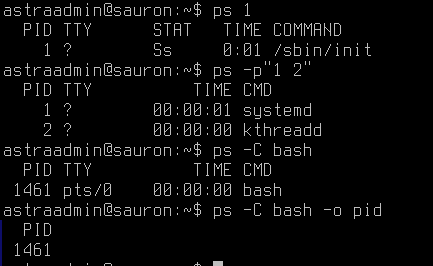 astraadmin@sauron:~$ ps 1
PID TTY STAT TIME COMMAND
1 ? Ss 0:01 /sbin/init
astraadmin@sauron:~$ ps -p"1 2"
PID TTY TIME CMD
1 ? 00:00:01 systemd
2 ? 00:00:00 kthreadd
astraadmin@sauron:~$ ps -C bash
PID TTY TIME CMD
1461 pts/0 00:00:00 bash
astraadmin@sauron:~$ ps -C bash -o pid
PID
1461